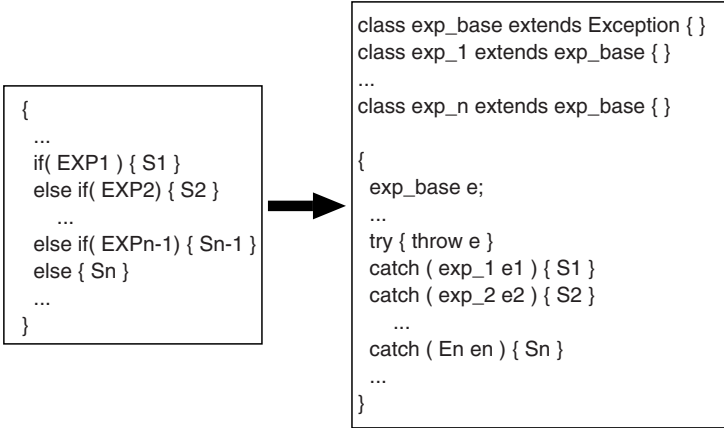 {
...
if( EXP1 ) { S1 }
else if( EXP2) { S2 }
...
else if( EXPn-1) { Sn-1 }
else { Sn }
...
}
class exp_base extends Exception { }
class exp_1 extends exp_base { }
...
class exp_n extends exp_base { }
{
exp_base e;
...
try { throw e }
catch ( exp_1 e1 ) { S1 }
catch ( exp_2 e2 ) { S2 }
...
catch ( En en ) { Sn }
...
}